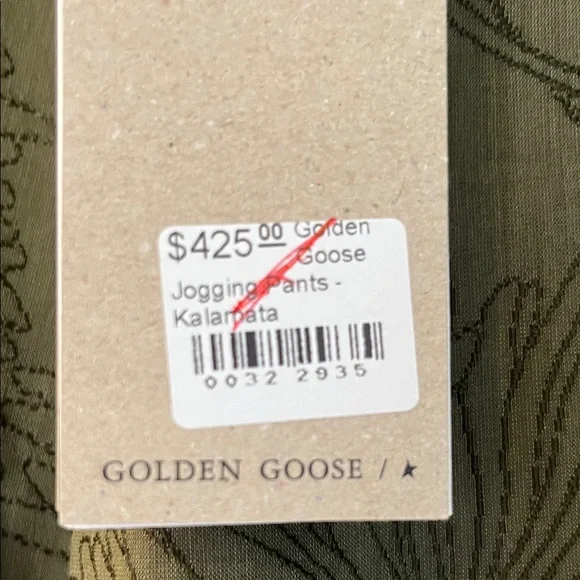 $425.00 Golden
Goose
Jogging Pants -
Kalamata
0032 2935
GOLDEN GOOSE / ★